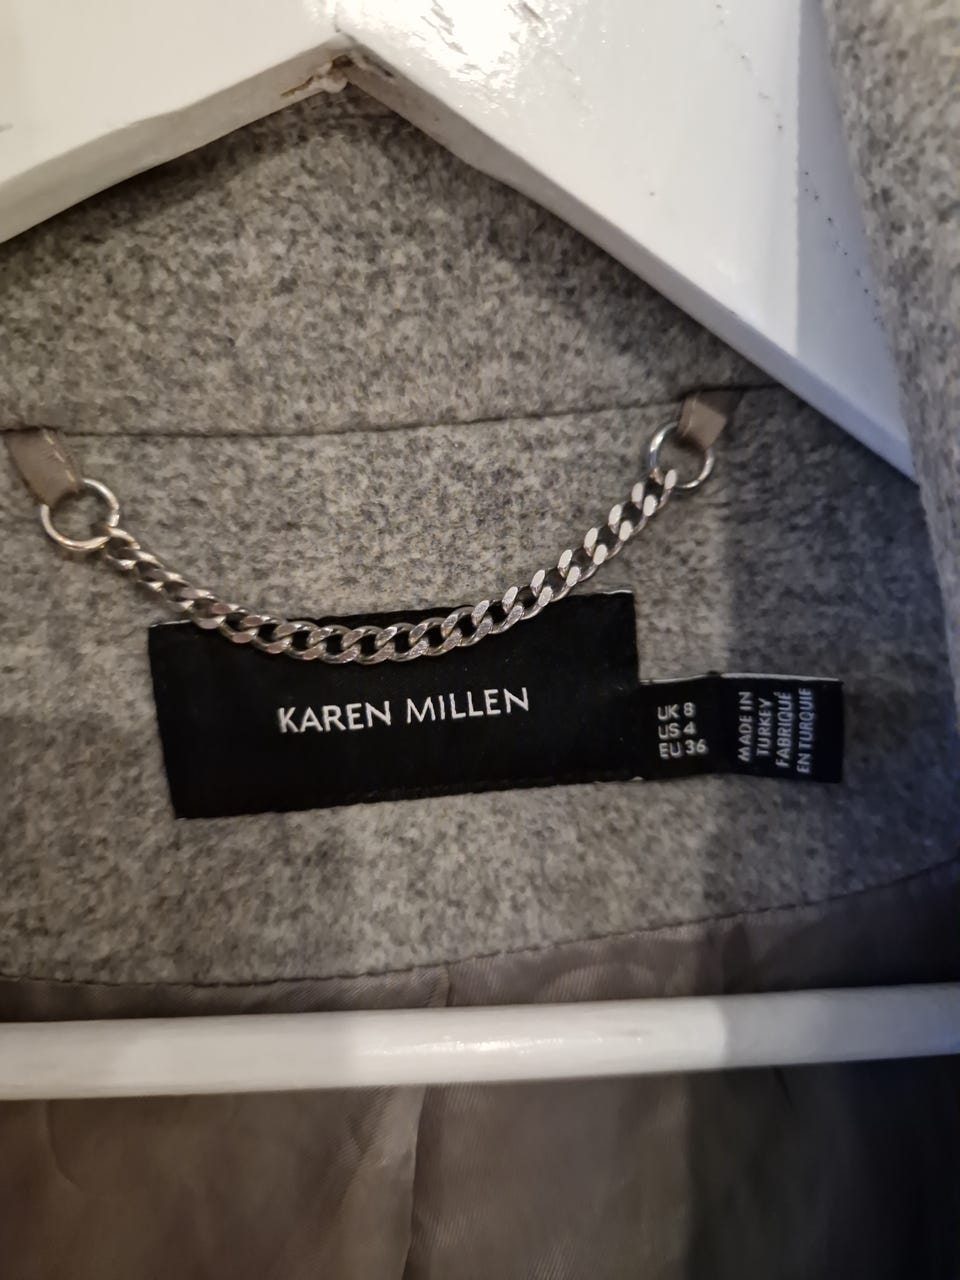 KAREN MILLEN
UK 8
US 4
EU 36
MADE IN
TURKEY
FABRIQUÉ
EN TURQUIE